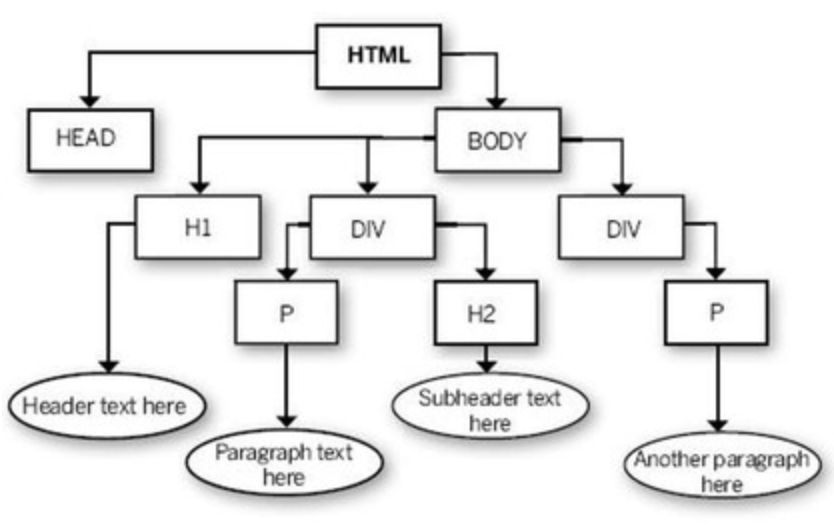 HTML
HEAD
BODY
H1
DIV
DIV
P
H2
P
Header text here
Subheader text
here
Paragraph text
here
Another paragraph
here